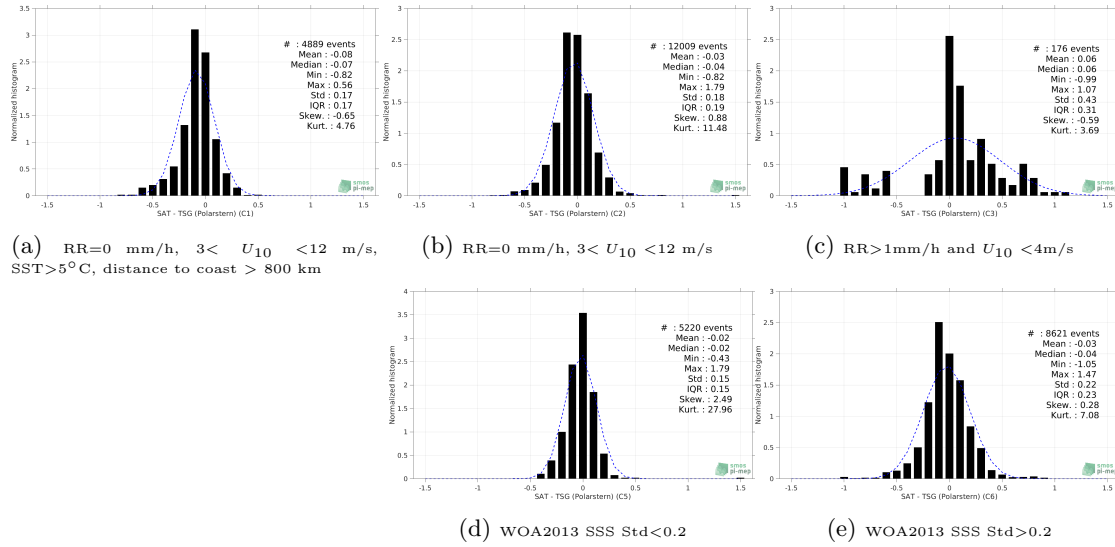 3.5
3
2.5
2
1.5
1
0.5
0
Normalized histogram
# : 4889 events
Mean : -0.08
Median : -0.07
Min : -0.82
Max : 0.56
Std : 0.17
IQR : 0.17
Skew. : -0.65
Kurt. : 4.76
smos
pi-mep
-1.5 -1 -0.5 0 0.5 1 1.5
SAT - TSG (Polarstern) (C1)
(a) RR=0 mm/h, 3< U10 <12 m/s,
SST>5°C, distance to coast > 800 km
3
2.5
2
1.5
1
0.5
0
Normalized histogram
# : 12009 events
Mean : -0.03
Median : -0.04
Min : -0.82
Max : 1.79
Std : 0.18
IQR : 0.19
Skew. : 0.88
Kurt. : 11.48
smos
pi-mep
-1.5 -1 -0.5 0 0.5 1 1.5
SAT - TSG (Polarstern) (C2)
(b) RR=0 mm/h, 3< U10 <12 m/s
3
2.5
2
1.5
1
0.5
0
Normalized histogram
# : 176 events
Mean : 0.06
Median : 0.06
Min : -0.99
Max : 1.07
Std : 0.43
IQR : 0.31
Skew. : -0.59
Kurt. : 3.69
smos
pi-mep
-1.5 -1 -0.5 0 0.5 1 1.5
SAT - TSG (Polarstern) (C3)
(c) RR>1mm/h and U10 <4m/s
4
3.5
3
2.5
2
1.5
1
0.5
0
Normalized histogram
# : 5220 events
Mean : -0.02
Median : -0.02
Min : -0.43
Max : 1.79
Std : 0.15
IQR : 0.15
Skew. : 2.49
Kurt. : 27.96
smos
pi-mep
-1.5 -1 -0.5 0 0.5 1 1.5
SAT - TSG (Polarstern) (C5)
(d) WOA2013 SSS Std<0.2
3
2.5
2
1.5
1
0.5
0
Normalized histogram
# : 8621 events
Mean : -0.03
Median : -0.04
Min : -1.05
Max : 1.47
Std : 0.22
IQR : 0.23
Skew. : 0.28
Kurt. : 7.08
smos
pi-mep
-1.5 -1 -0.5 0 0.5 1 1.5
SAT - TSG (Polarstern) (C6)
(e) WOA2013 SSS Std>0.2